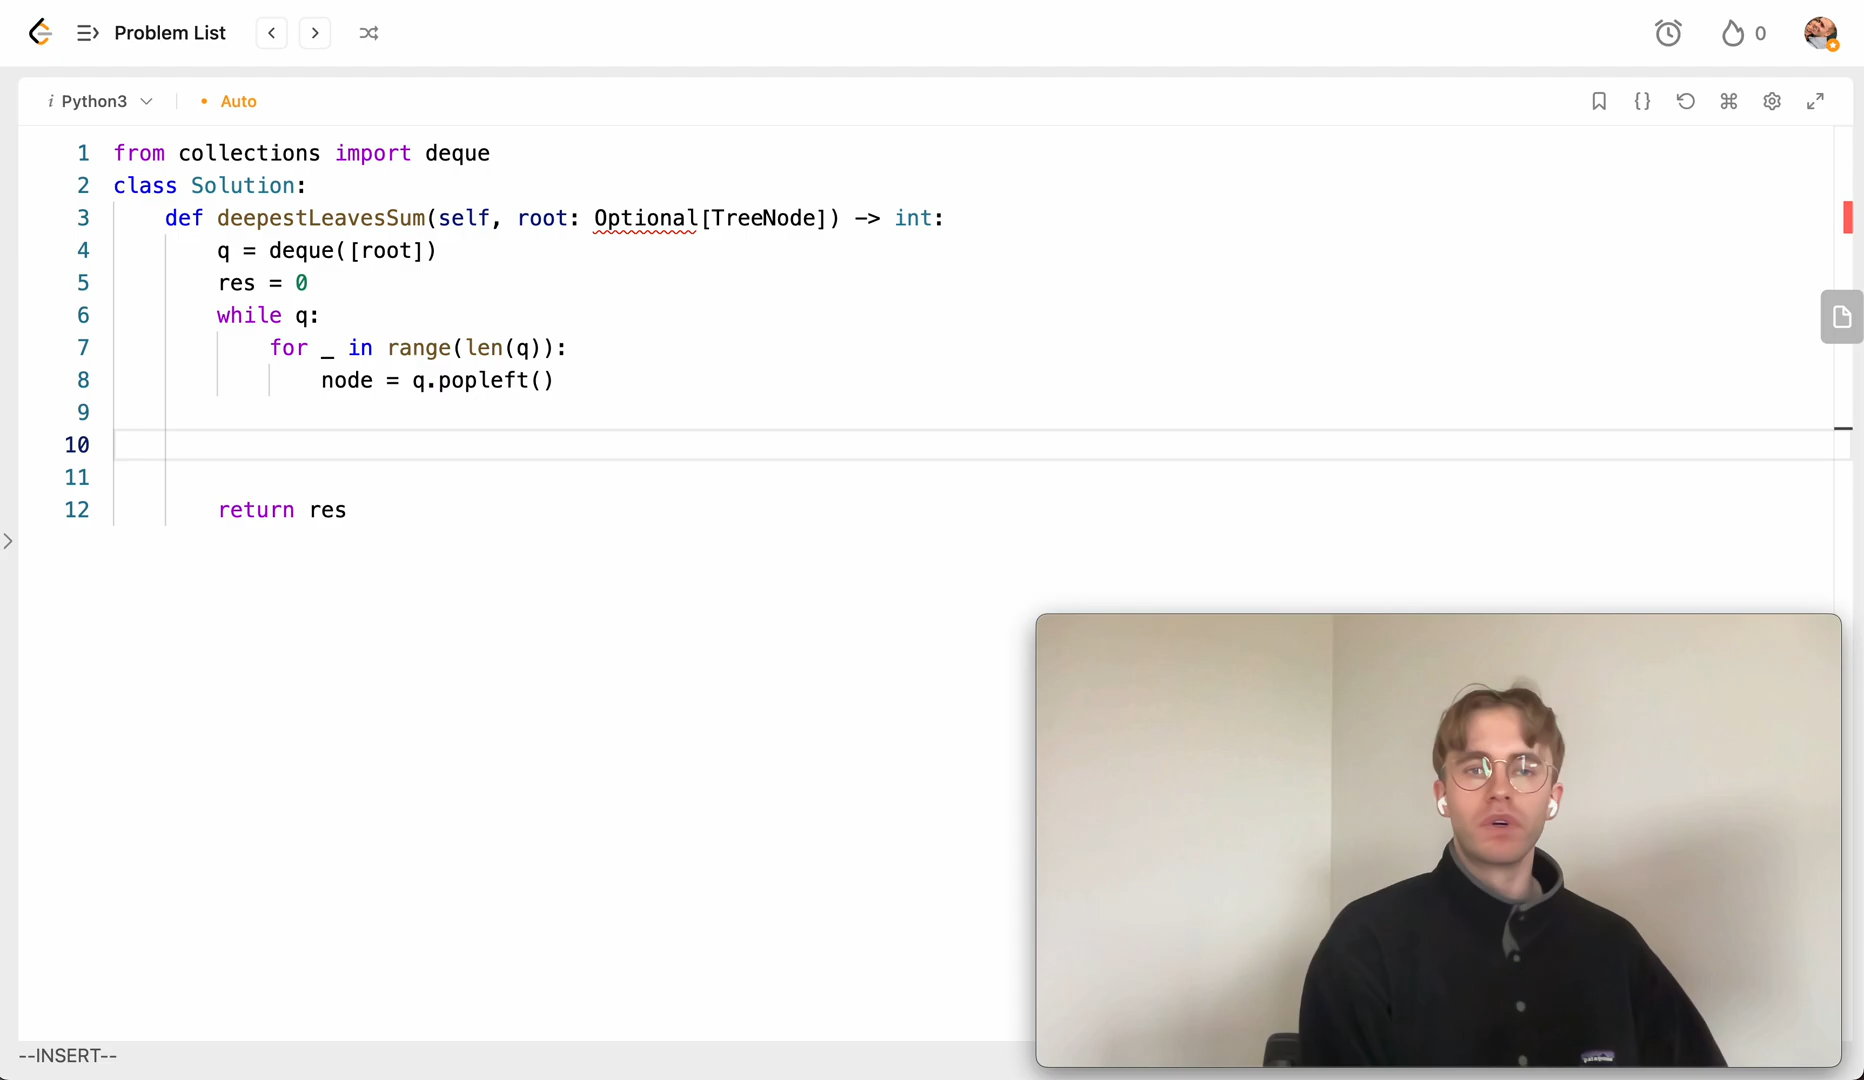 Problem List
0
i Python3
• Auto
1 from collections import deque
2 class Solution:
3 def deepestLeavesSum(self, root: Optional[TreeNode]) -> int:
4 q = deque([root])
5 res = 0
6 while q:
7 for _ in range(len(q)):
8 node = q.popleft()
9
10
11
12 return res
--INSERT--